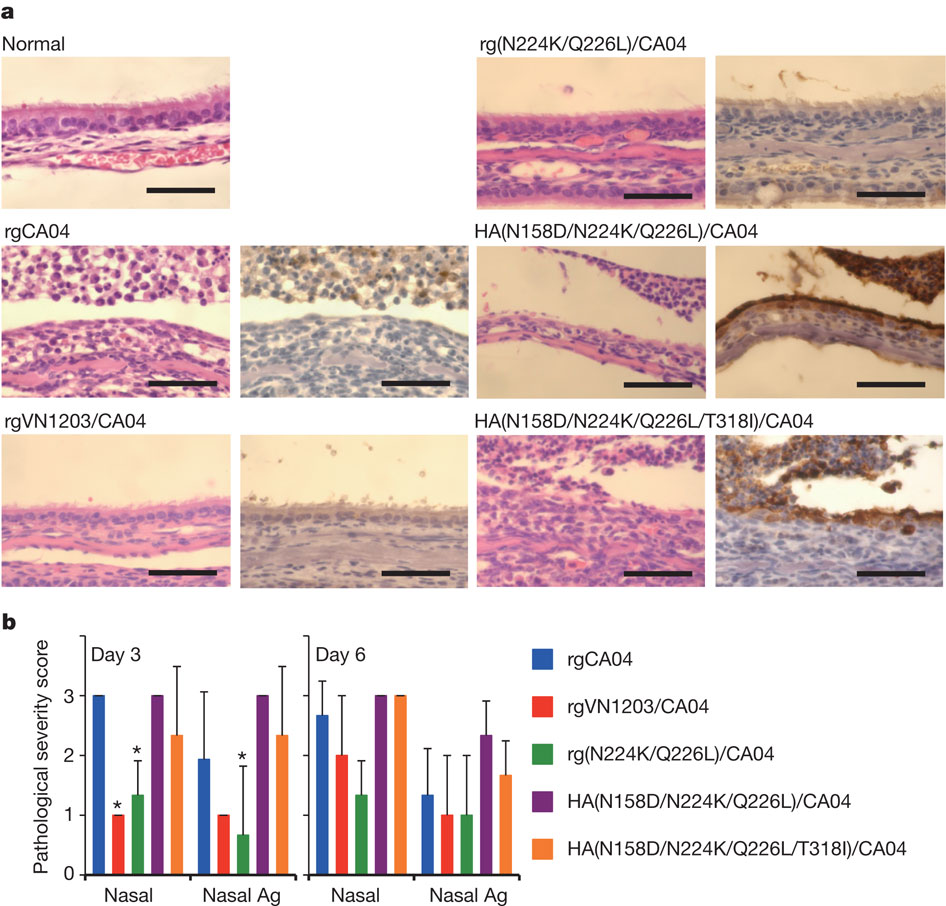 a
Normal
rg(N224K/Q226L)/CA04
rgCA04
HA(N158D/N224K/Q226L)/CA04
rgVN1203/CA04
HA(N158D/N224K/Q226L/T318I)/CA04
b
Pathological severity score
3
2
1
0
Day 3
*
*
*
Nasal
Nasal Ag
Day 6
Nasal
Nasal Ag
rgCA04
rgVN1203/CA04
rg(N224K/Q226L)/CA04
HA(N158D/N224K/Q226L)/CA04
HA(N158D/N224K/Q226L/T318I)/CA04